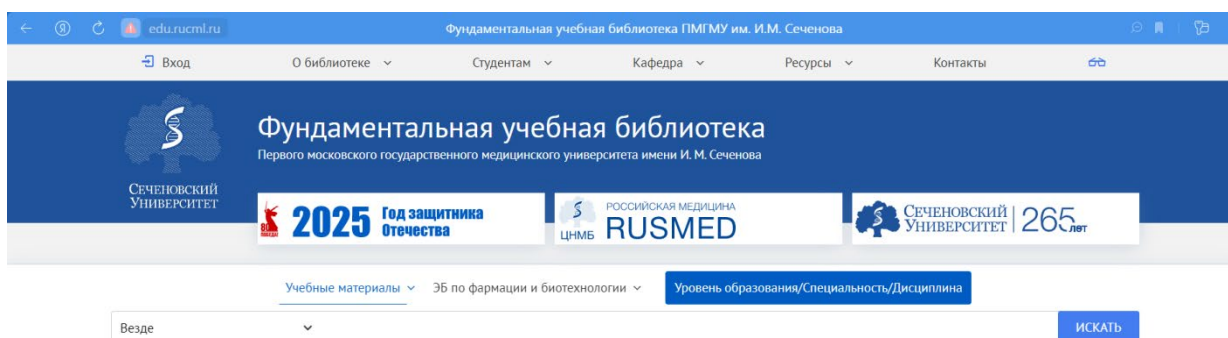 edu.rucml.ru
Фундаментальная учебная библиотека ПМГМУ им. И.М. Сеченова
Вход О библиотеке Студентам Кафедра Ресурсы Контакты
Фундаментальная учебная библиотека
Первого московского государственного медицинского университета имени И. М. Сеченова
Сеченовский
Университет
2025 Год защитника
Отечества
ЦНМБ
РОССИЙСКАЯ МЕДИЦИНА
RUSMED
Сеченовский
Университет
265 лет
Учебные материалы ЭБ по фармации и биотехнологии Уровень образования/Специальность/Дисциплина
Везде ИСКАТЬ